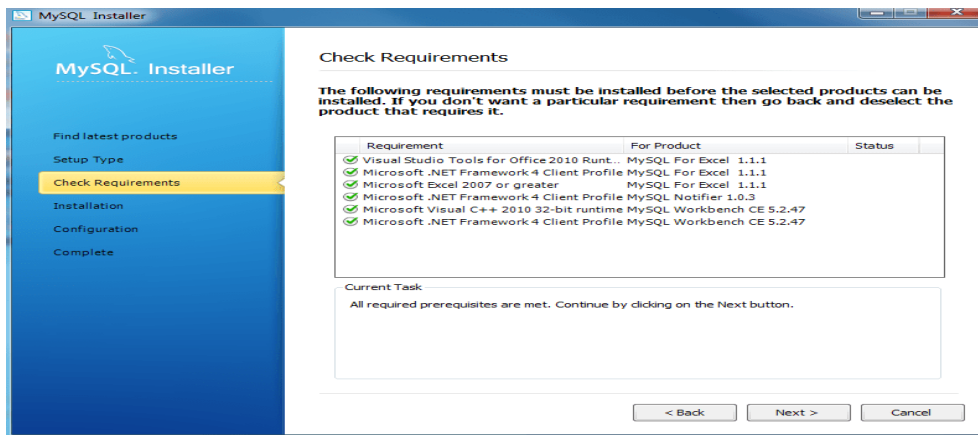 MySQL Installer
MySQL. Installer
Find latest products
Setup Type
Check Requirements
Installation
Configuration
Complete
Check Requirements
The following requirements must be installed before the selected products can be
installed. If you don't want a particular requirement then go back and deselect the
product that requires it.
Requirement For Product Status
Visual Studio Tools for Office 2010 Runt... MySQL For Excel 1.1.1
Microsoft .NET Framework 4 Client Profile MySQL For Excel 1.1.1
Microsoft Excel 2007 or greater MySQL For Excel 1.1.1
Microsoft .NET Framework 4 Client Profile MySQL Notifier 1.0.3
Microsoft Visual C++ 2010 32-bit runtime MySQL Workbench CE 5.2.47
Microsoft .NET Framework 4 Client Profile MySQL Workbench CE 5.2.47
Current Task
All required prerequisites are met. Continue by clicking on the Next button.
< Back Next > Cancel